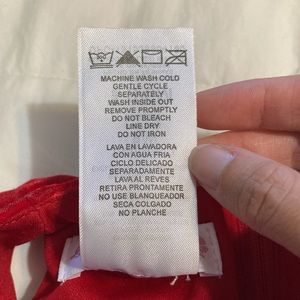 MACHINE WASH COLD
GENTLE CYCLE
SEPARATELY
WASH INSIDE OUT
REMOVE PROMPTLY
DO NOT BLEACH
LINE DRY
DO NOT IRON
LAVA EN LAVADORA
CON AGUA FRIA
CICLO DELICADO
SEPARADAMENTE
LAVA AL REVES
RETIRA PRONTAMENTE
NO USE BLANQUEADOR
SECA COLGADO
NO PLANCHE